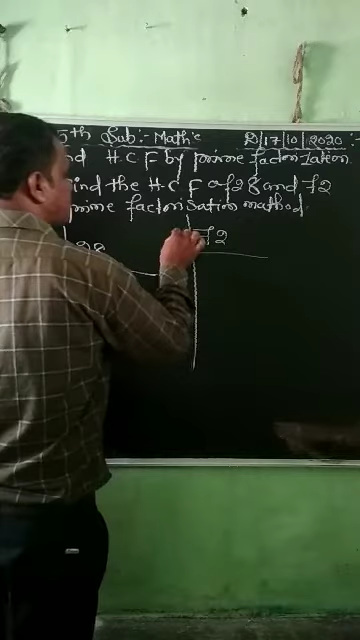 5th Sub:- Math's D/17/10/2020
nd H.C.F by prime factorization
ind the H.C.F of 28 and 72
prime factorisation method
28 72